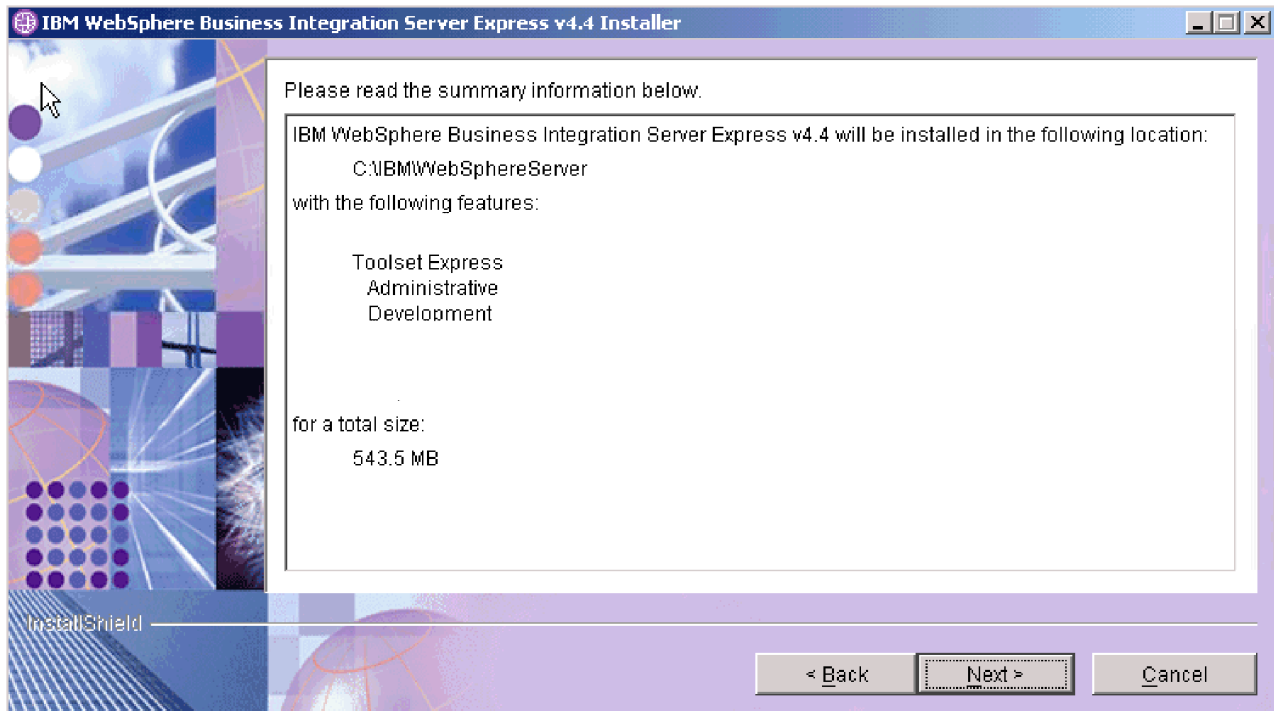 IBM WebSphere Business Integration Server Express v4.4 Installer
Please read the summary information below.
IBM WebSphere Business Integration Server Express v4.4 will be installed in the following location:
C:\IBM\WebSphereServer
with the following features:
Toolset Express
Administrative
Development
for a total size:
543.5 MB
InstallShield
< Back
Next >
Cancel